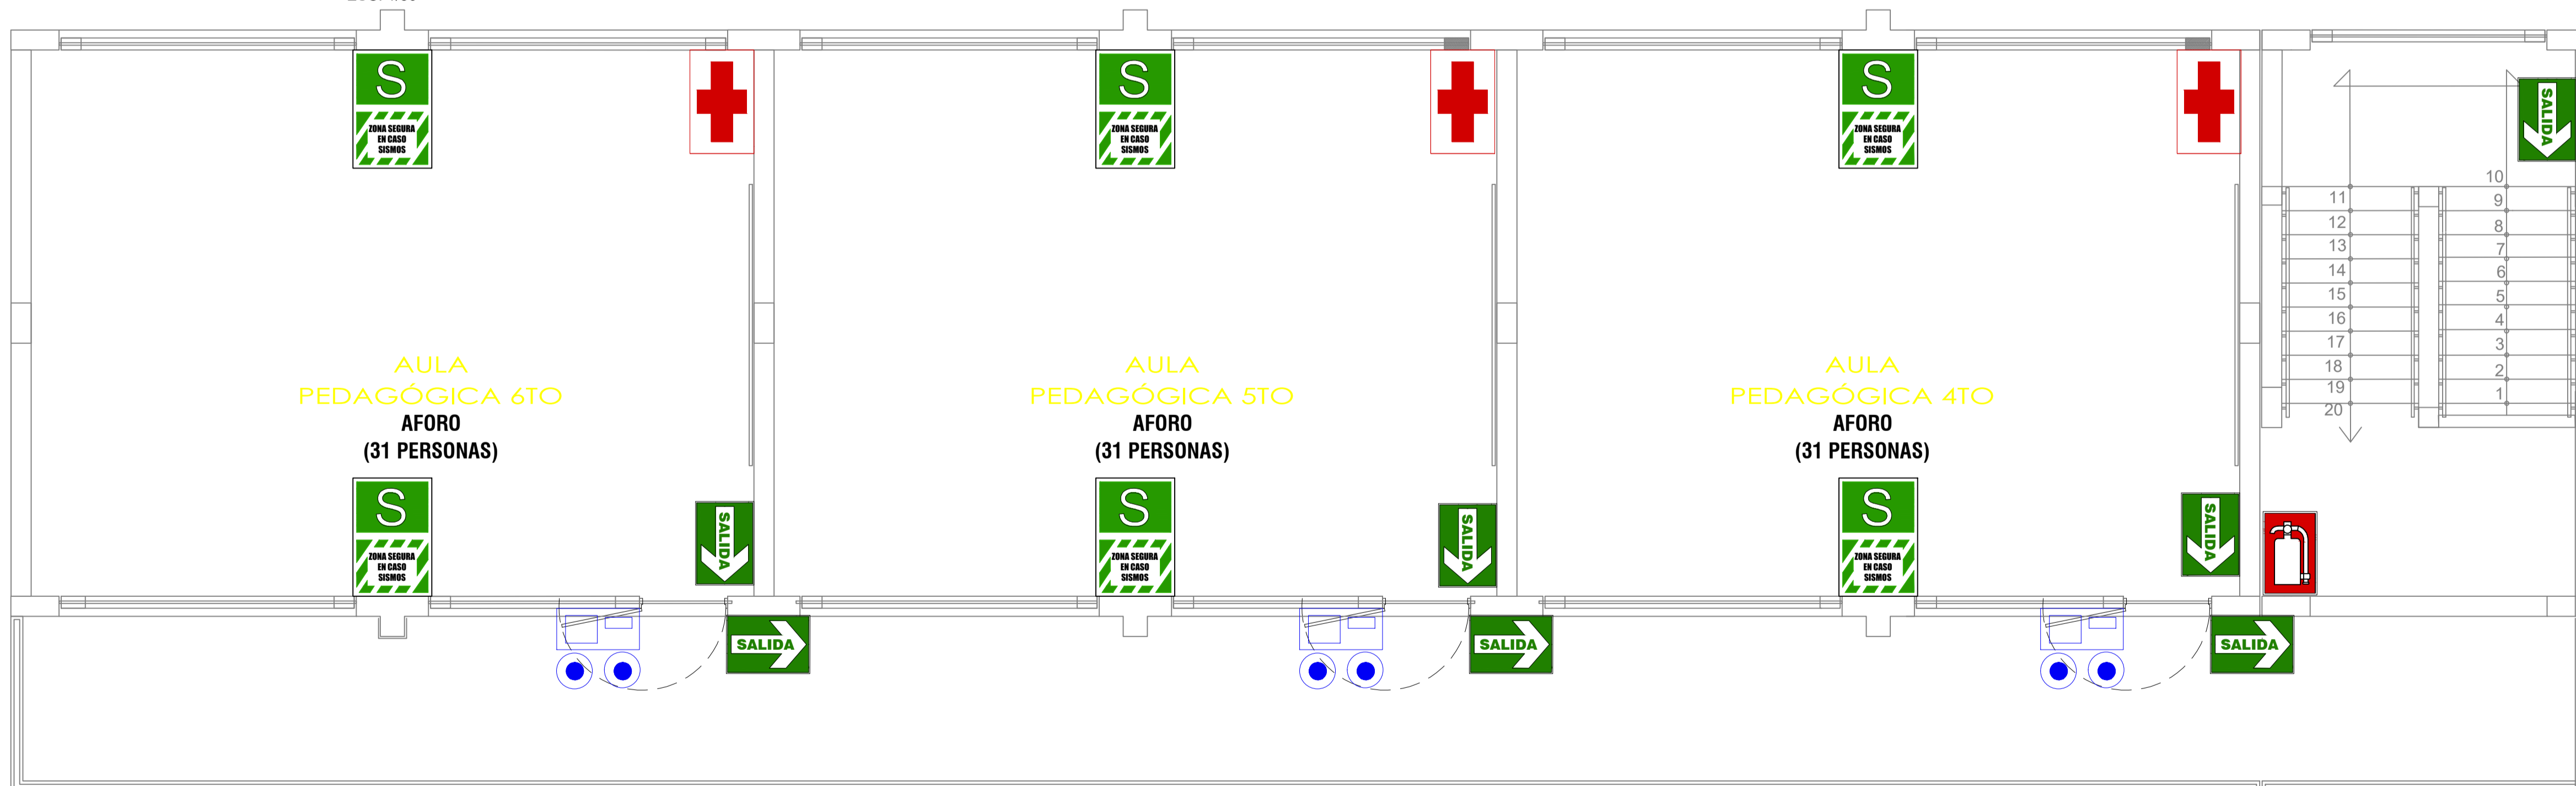 S
ZONA SEGURA
EN CASO
SISMOS
S
ZONA SEGURA
EN CASO
SISMOS
S
ZONA SEGURA
EN CASO
SISMOS
SALIDA
10
11
9
12
8
13
7
14
6
15
5
16
4
17
3
18
2
19
1
20
AULA
PEDAGÓGICA 6TO
AFORO
(31 PERSONAS)
AULA
PEDAGÓGICA 5TO
AFORO
(31 PERSONAS)
AULA
PEDAGÓGICA 4TO
AFORO
(31 PERSONAS)
S
ZONA SEGURA
EN CASO
SISMOS
SALIDA
S
ZONA SEGURA
EN CASO
SISMOS
SALIDA
S
ZONA SEGURA
EN CASO
SISMOS
SALIDA
SALIDA
SALIDA
SALIDA